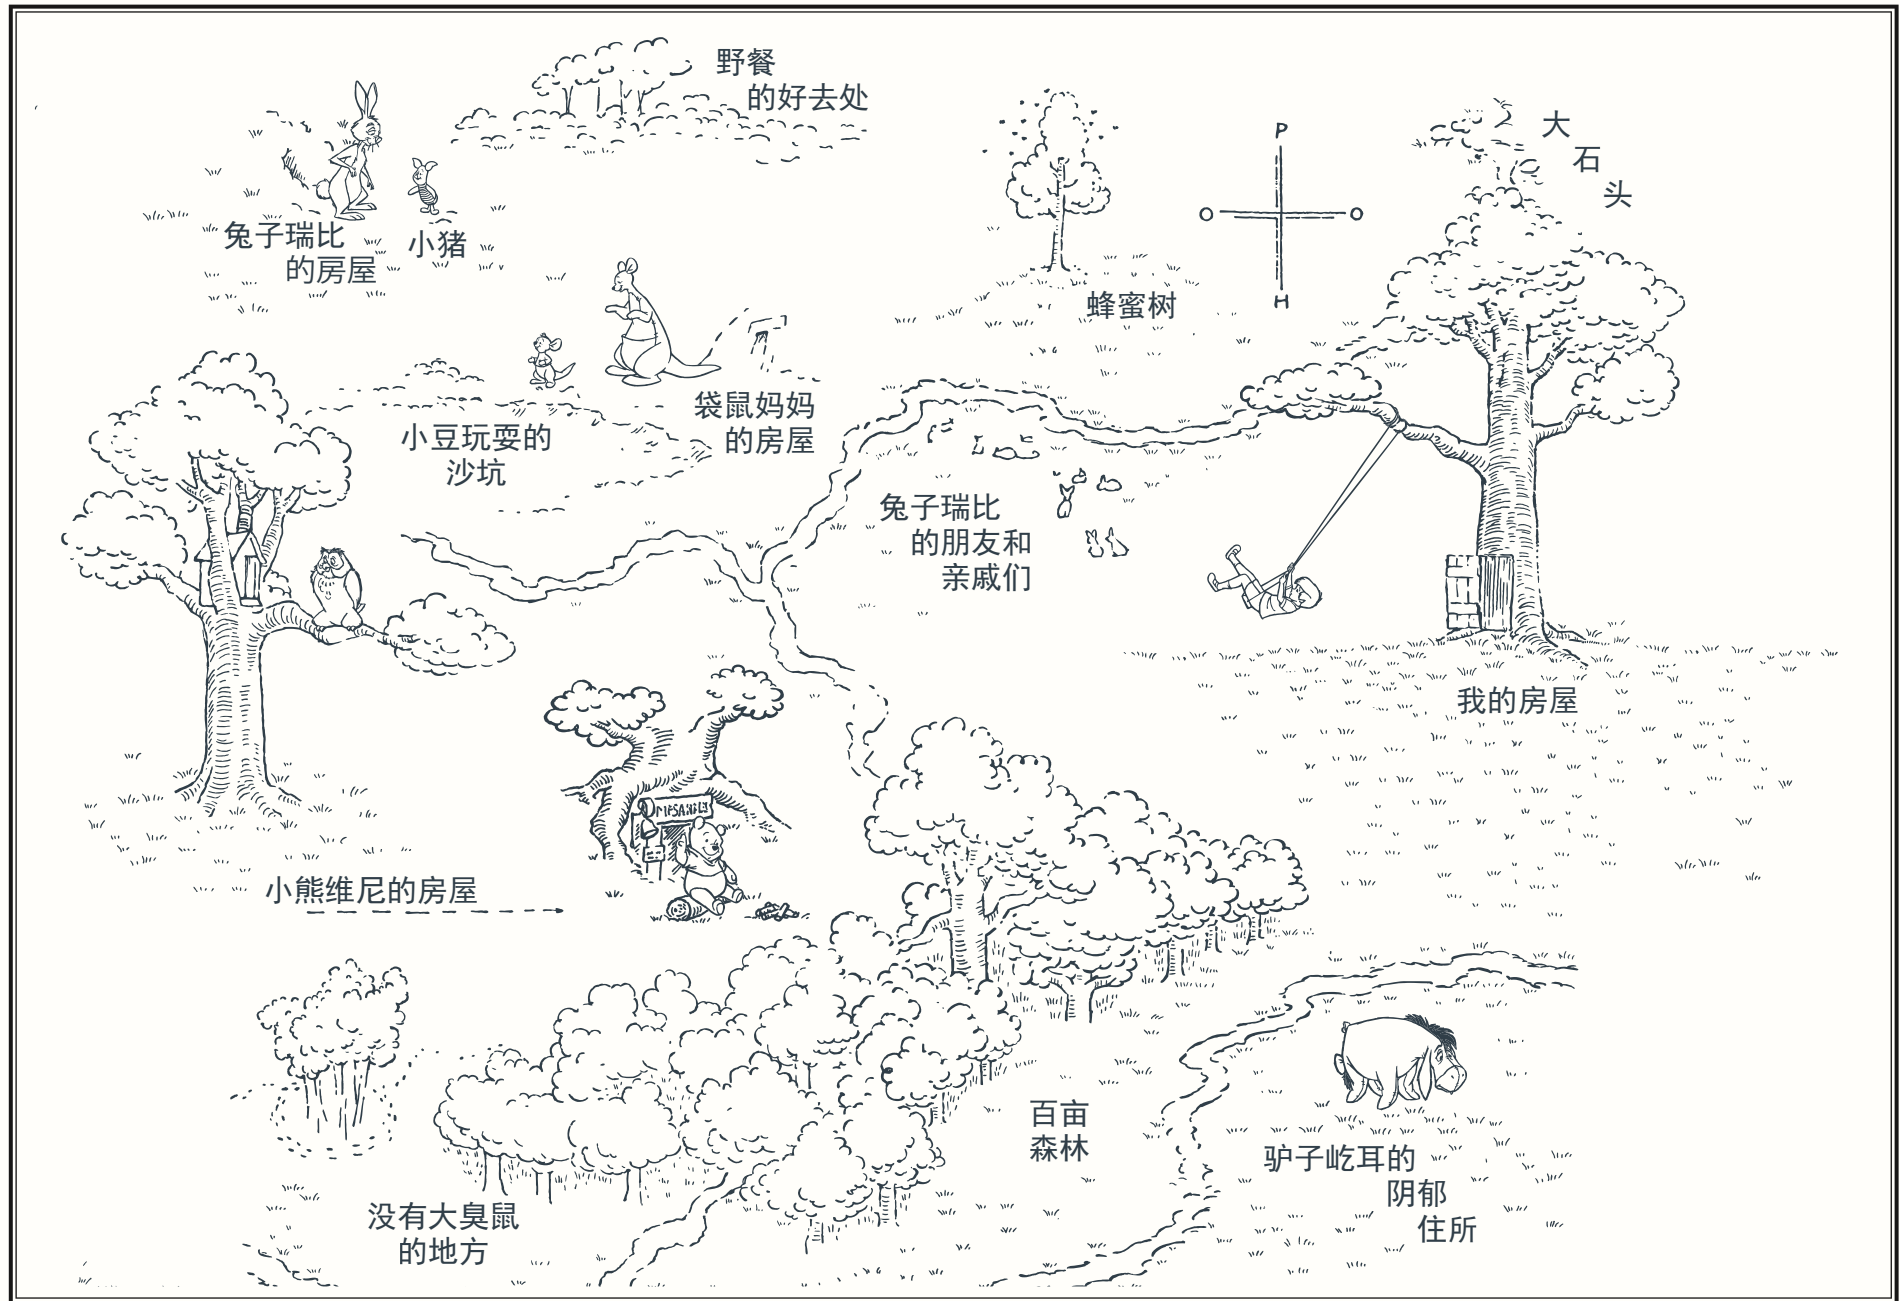 野餐
的好去处
大
石
头
P
O
O
H
兔子瑞比
的房屋
小猪
蜂蜜树
袋鼠妈妈
的房屋
小豆玩耍的
沙坑
兔子瑞比
的朋友和
亲戚们
我的房屋
小熊维尼的房屋
百亩
森林
驴子屹耳的
阴郁
住所
没有大臭鼠
的地方